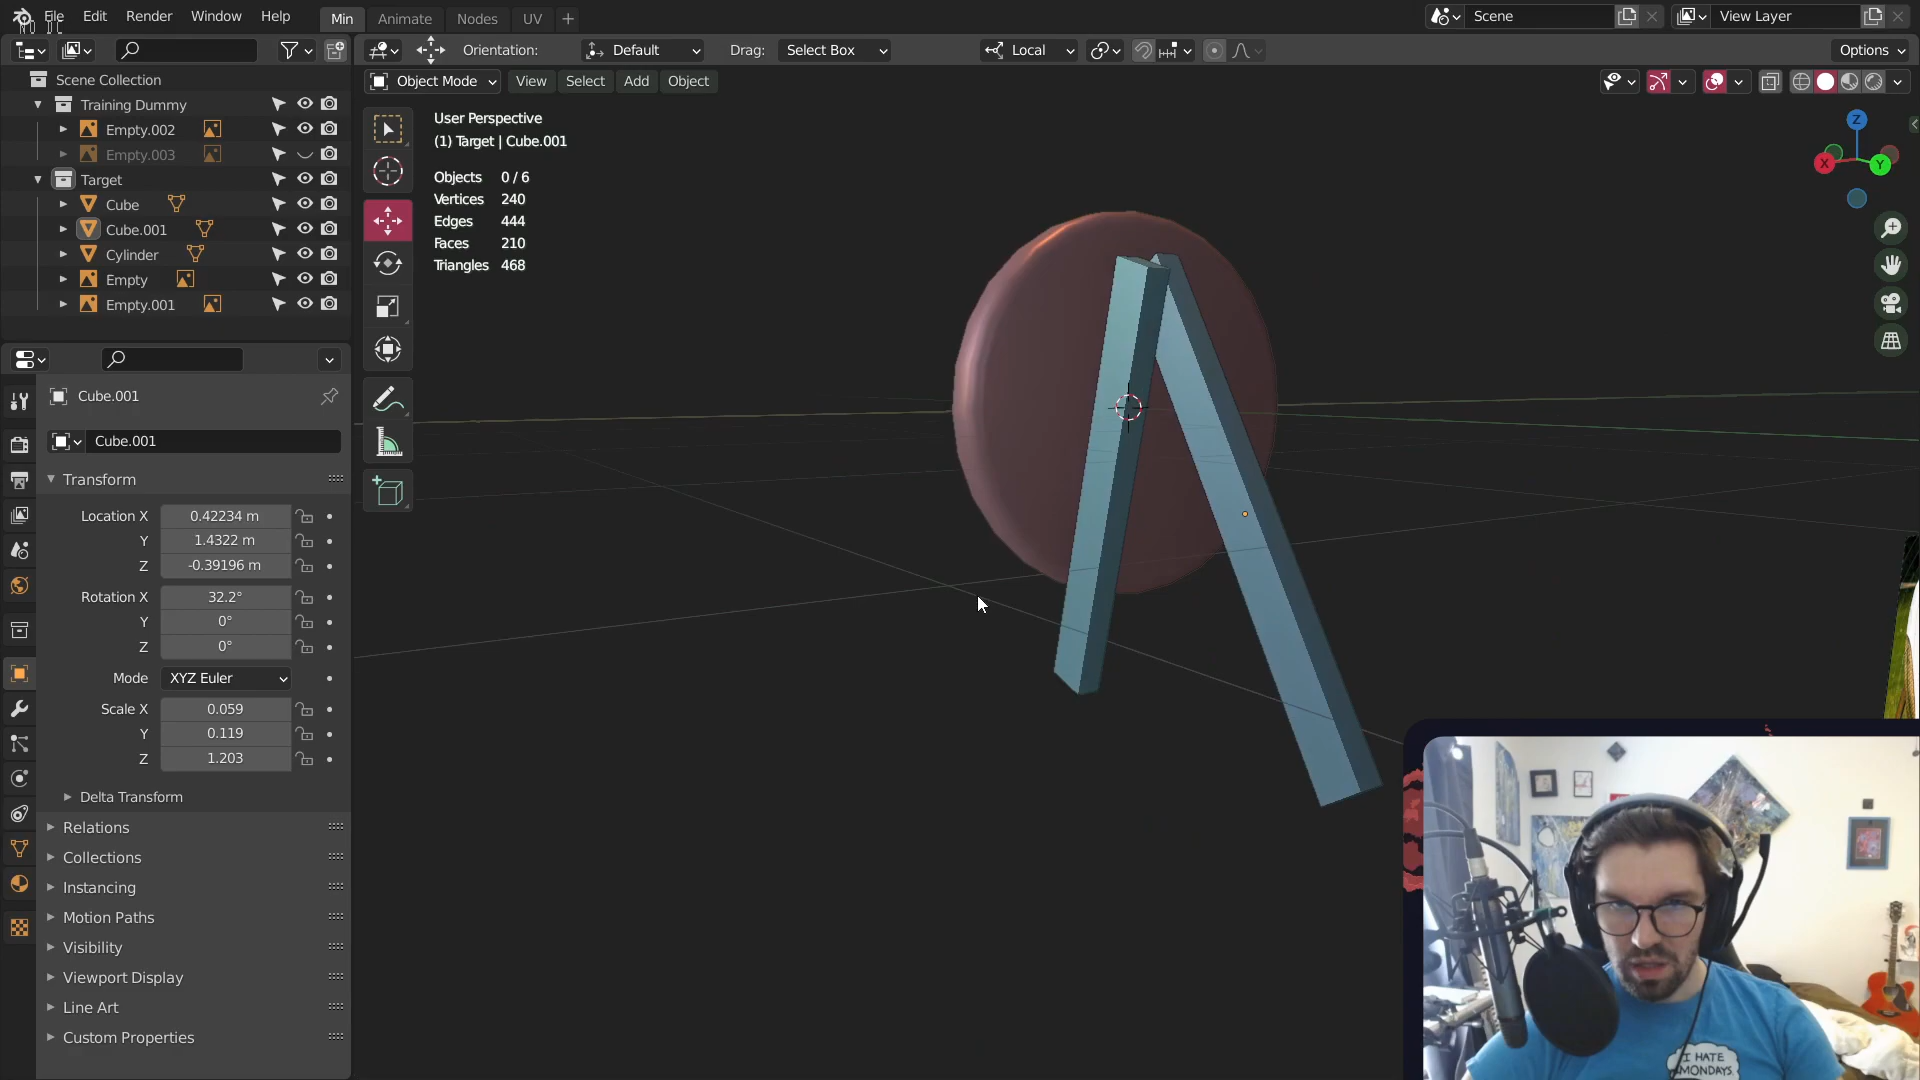 File Edit Render Window Help Min Animate Nodes UV Scene View Layer
Orientation: Default Drag: Select Box Local Options
Scene Collection
Training Dummy
Empty.002
Empty.003
Target
Cube
Cube.001
Cylinder
Empty
Empty.001
Object Mode View Select Add Object
User Perspective
(1) Target | Cube.001
Objects 0 / 6
Vertices 240
Edges 444
Faces 210
Triangles 468
Z
X
Y
Cube.001
Cube.001
Transform
Location X 0.42234 m
Y 1.4322 m
Z -0.39196 m
Rotation X 32.2°
Y 0°
Z 0°
Mode XYZ Euler
Scale X 0.059
Y 0.119
Z 1.203
Delta Transform
Relations
Collections
Instancing
Motion Paths
Visibility
Viewport Display
Line Art
Custom Properties
I HATE
MONDAYS